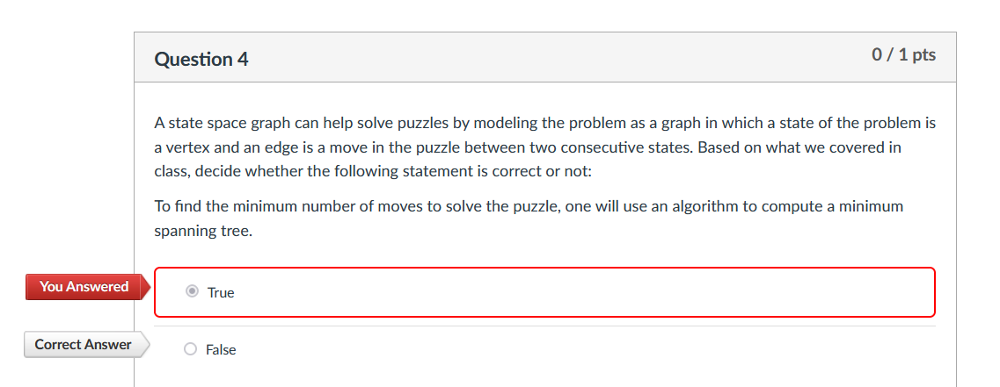 Question 4
0 / 1 pts
A state space graph can help solve puzzles by modeling the problem as a graph in which a state of the problem is
a vertex and an edge is a move in the puzzle between two consecutive states. Based on what we covered in
class, decide whether the following statement is correct or not:
To find the minimum number of moves to solve the puzzle, one will use an algorithm to compute a minimum
spanning tree.
You Answered
True
Correct Answer
False